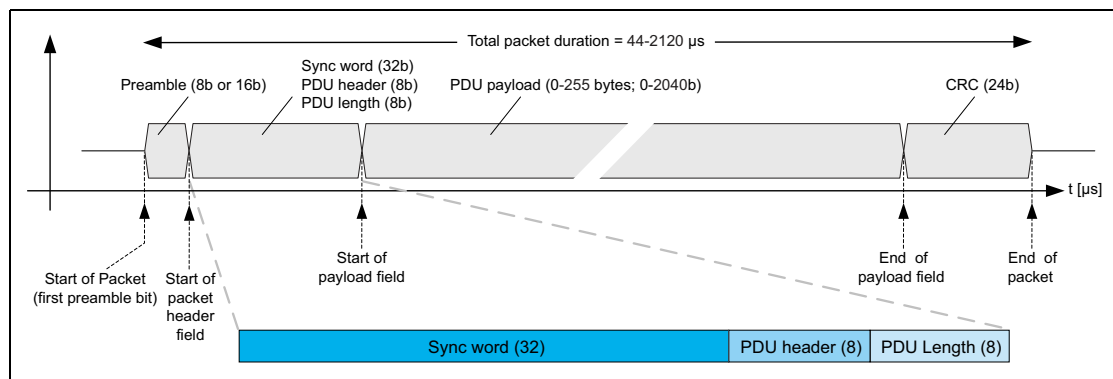 Total packet duration = 44-2120 µs
Preamble (8b or 16b)
Sync word (32b)
PDU header (8b)
PDU length (8b)
PDU payload (0-255 bytes; 0-2040b)
CRC (24b)
t [µs]
Start of Packet
(first preamble bit)
Start of
packet
header
field
Start of
payload field
End of
payload field
End of
packet
Sync word (32)
PDU header (8)
PDU Length (8)